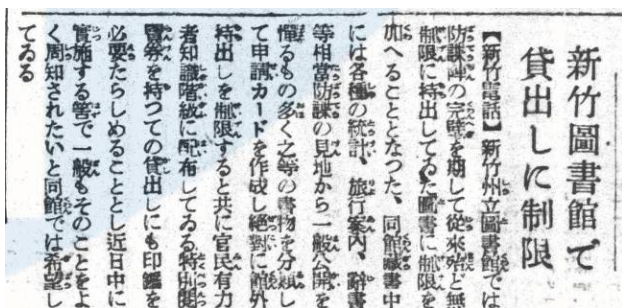 新竹圖書館で
貸出しに制限
【新竹電話】新竹州立圖書館では
防諜陣の完璧を期して從來殆ど無
制限に持出してゐた圖書に制限を
加へることとなつた、同館藏書中
には各種の統計、旅行案内、辭書
等相當防諜の見地から一般公開を
憚るもの多く之等の書物を分類し
て申請カードを作成し絶對に館外
持出しを制限すると共に官民有力
者知識階級に配布してゐる特別閲
覽券を持つての貸出しにも印鑑を
必要たらしめることとし近日中に
實施する筈で一般もそのことをよ
く周知されたいと同館では希望し
てゐる